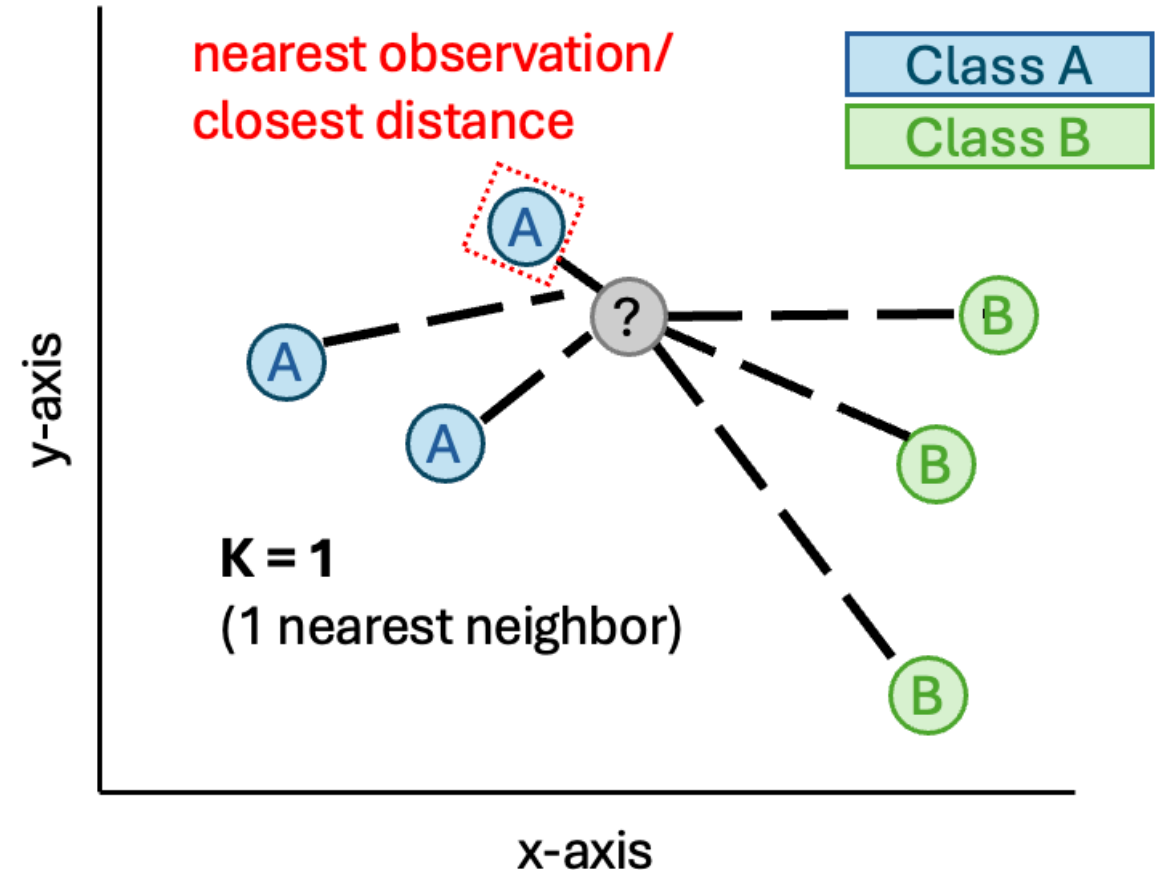 nearest observation/
closest distance
Class A
Class B
A
?
B
A
A
B
K = 1
(1 nearest neighbor)
B
y-axis
x-axis